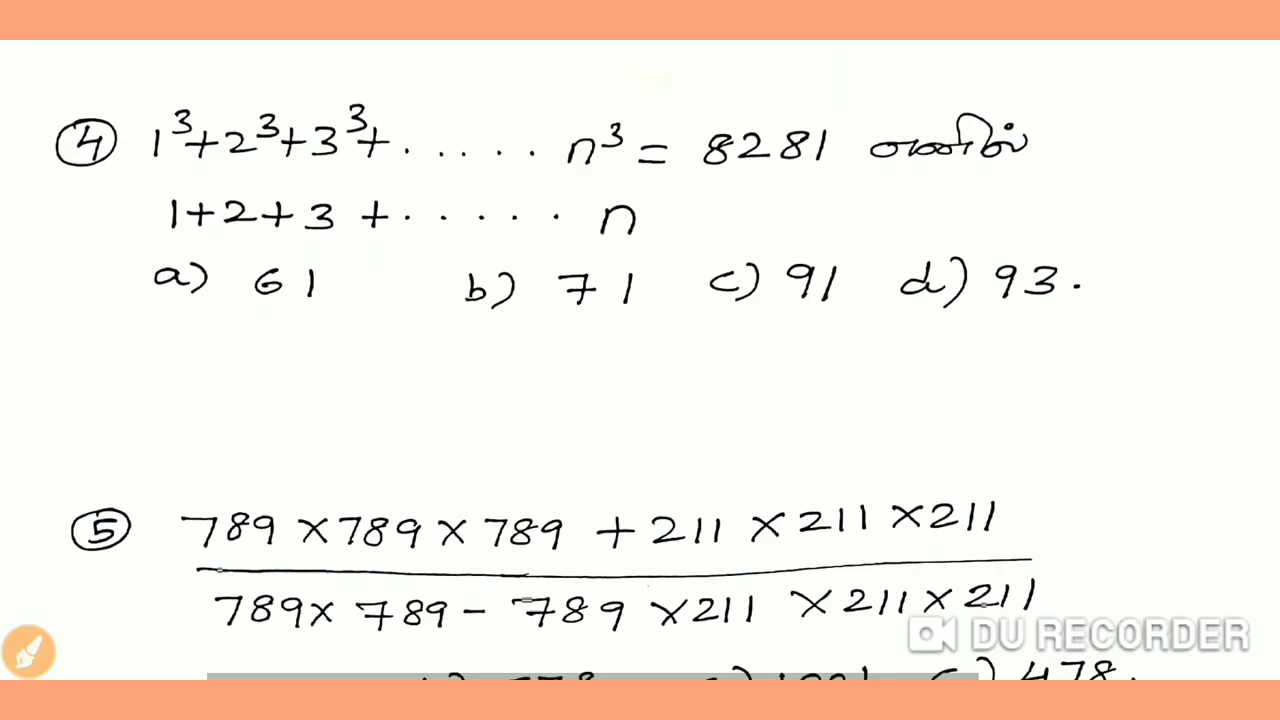 ④ 1³+2³+3³+ . . . . . n³ = 8281 எனில்
1+2+3 + . . . . . n
a) 61 b) 71 c) 91 d) 93.
⑤ 789 × 789 × 789 + 211 × 211 × 211
789× 789 – 789 × 211 × 211 × 211
DU RECORDER
478.